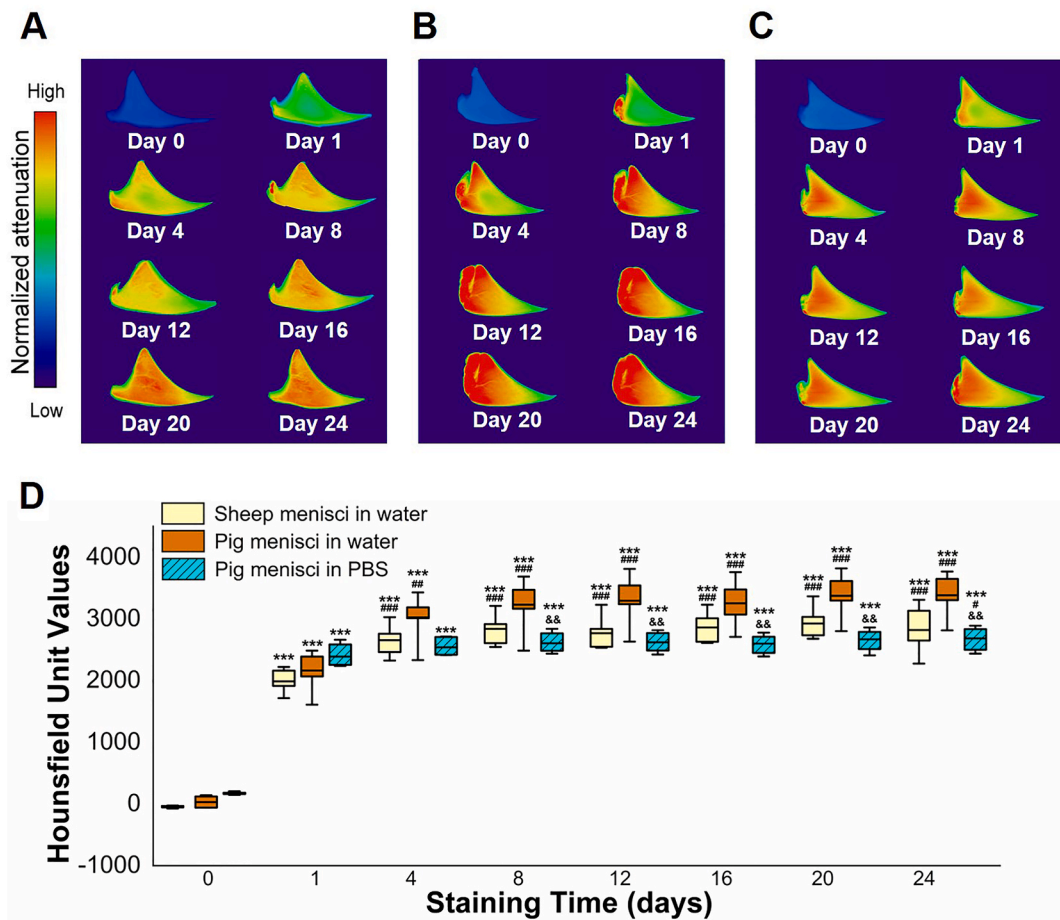 A
B
C
High
Normalized attenuation
Low
Day 0
Day 1
Day 4
Day 8
Day 12
Day 16
Day 20
Day 24
Day 0
Day 1
Day 4
Day 8
Day 12
Day 16
Day 20
Day 24
Day 0
Day 1
Day 4
Day 8
Day 12
Day 16
Day 20
Day 24
D
Sheep menisci in water
Pig menisci in water
Pig menisci in PBS
Hounsfield Unit Values
4000
3000
2000
1000
0
-1000
*** *** ***
*** ### *** ## ***
*** ### *** ### *** &&
*** ### *** ### *** &&
*** ### *** ### *** &&
*** ### *** ### *** &&
*** ### *** ### *** # &&
0 1 4 8 12 16 20 24
Staining Time (days)